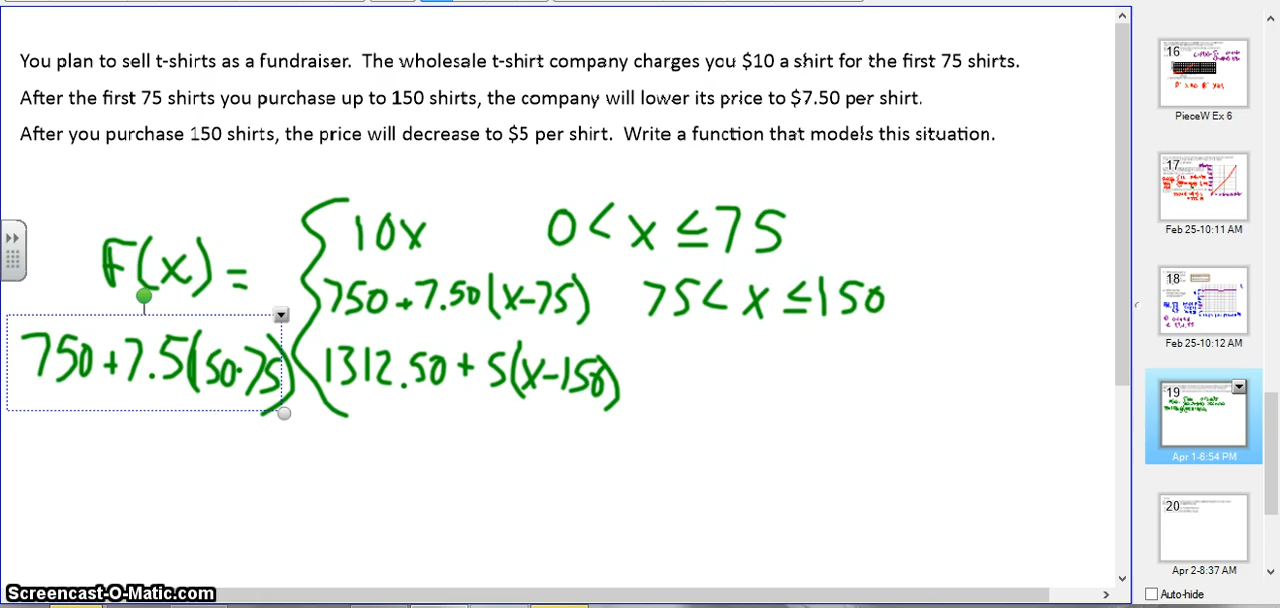 You plan to sell t-shirts as a fundraiser. The wholesale t-shirt company charges you $10 a shirt for the first 75 shirts.
After the first 75 shirts you purchase up to 150 shirts, the company will lower its price to $7.50 per shirt.
After you purchase 150 shirts, the price will decrease to $5 per shirt. Write a function that models this situation.
10x 0 < x ≤ 75
F(x) =
750+7.50(x-75) 75 < x ≤ 150
750+7.5(50-75) 1312.50 + 5(x-150)
16
PieceW Ex 6
17
Feb 25-10:11 AM
18
Feb 25-10:12 AM
19
Apr 1-6:54 PM
20
Apr 2-8:37 AM
Auto-hide
Screencast-O-Matic.com